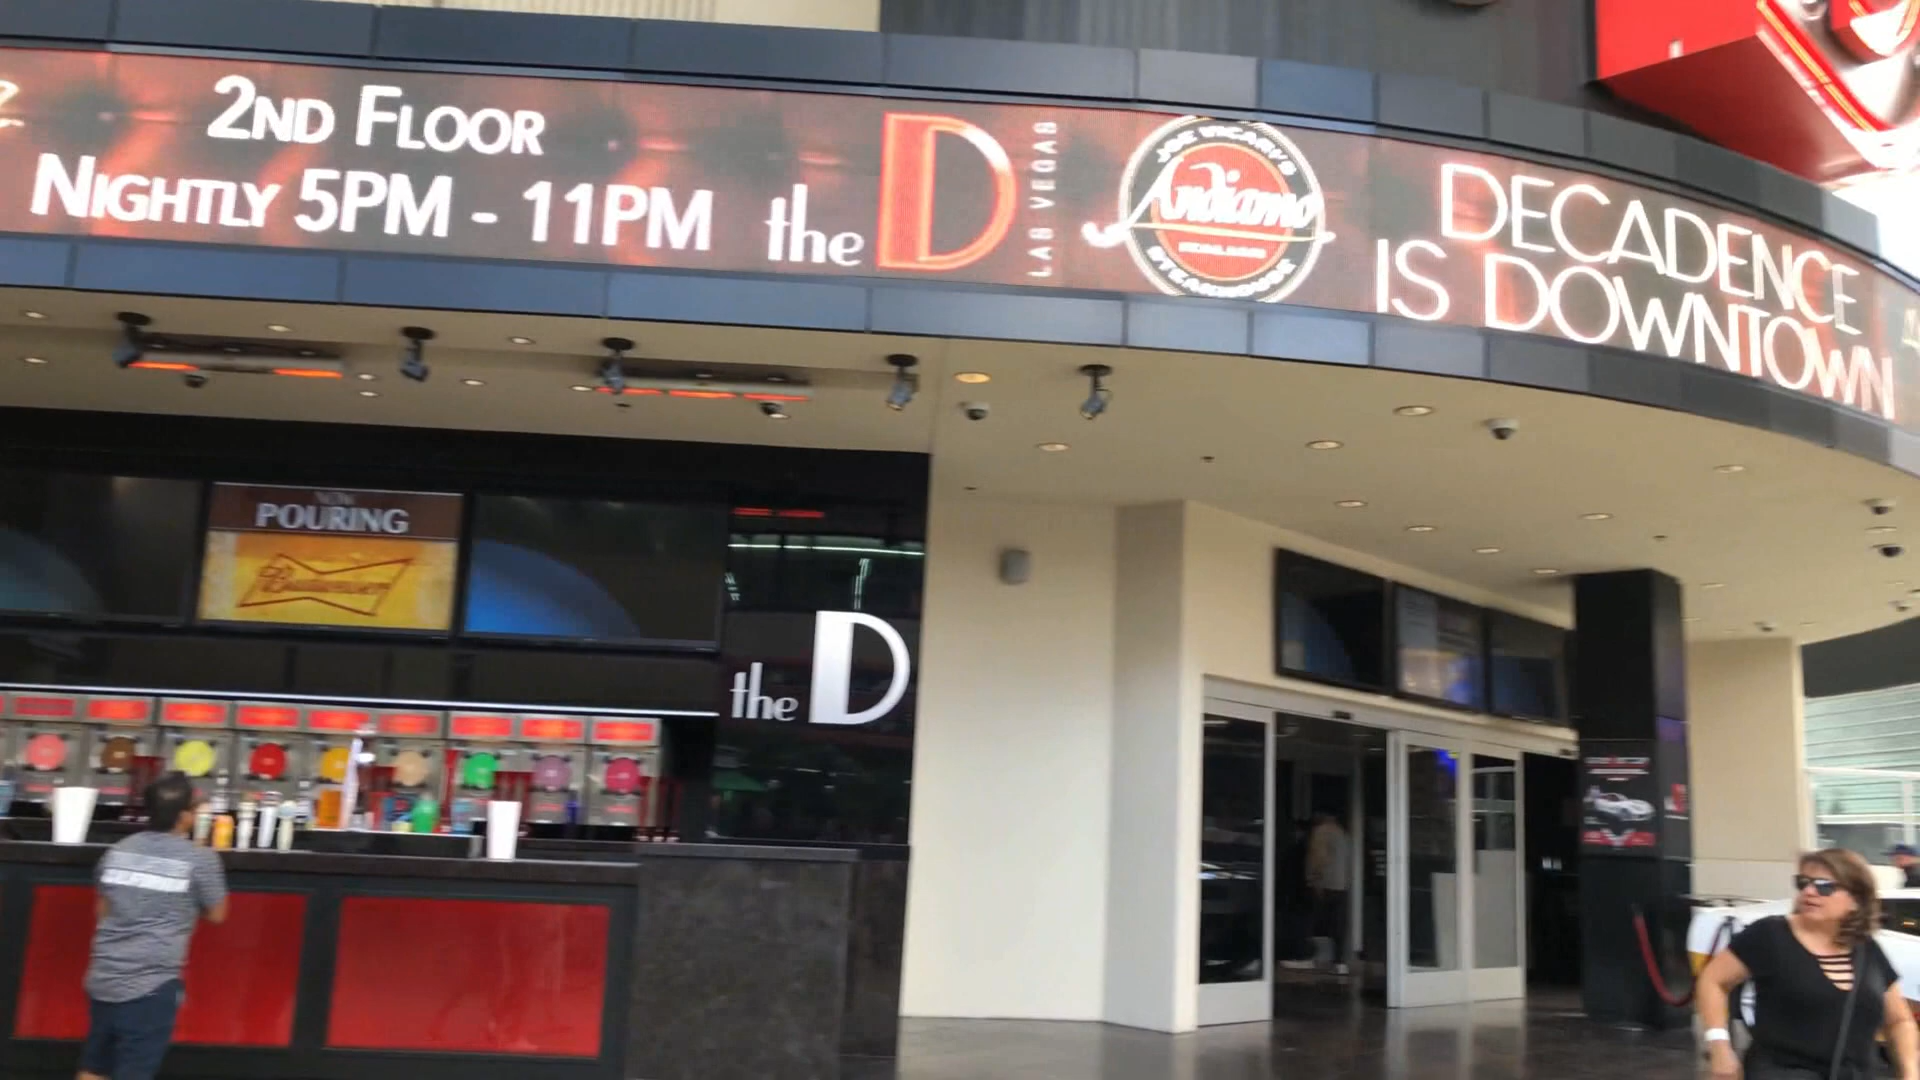 2ND FLOOR
NIGHTLY 5PM - 11PM
the D
LAS VEGAS
JOE VICARI'S
Andiamo
STEAKHOUSE
DECADENCE
IS DOWNTOWN
NOW
POURING
Budweiser
the D